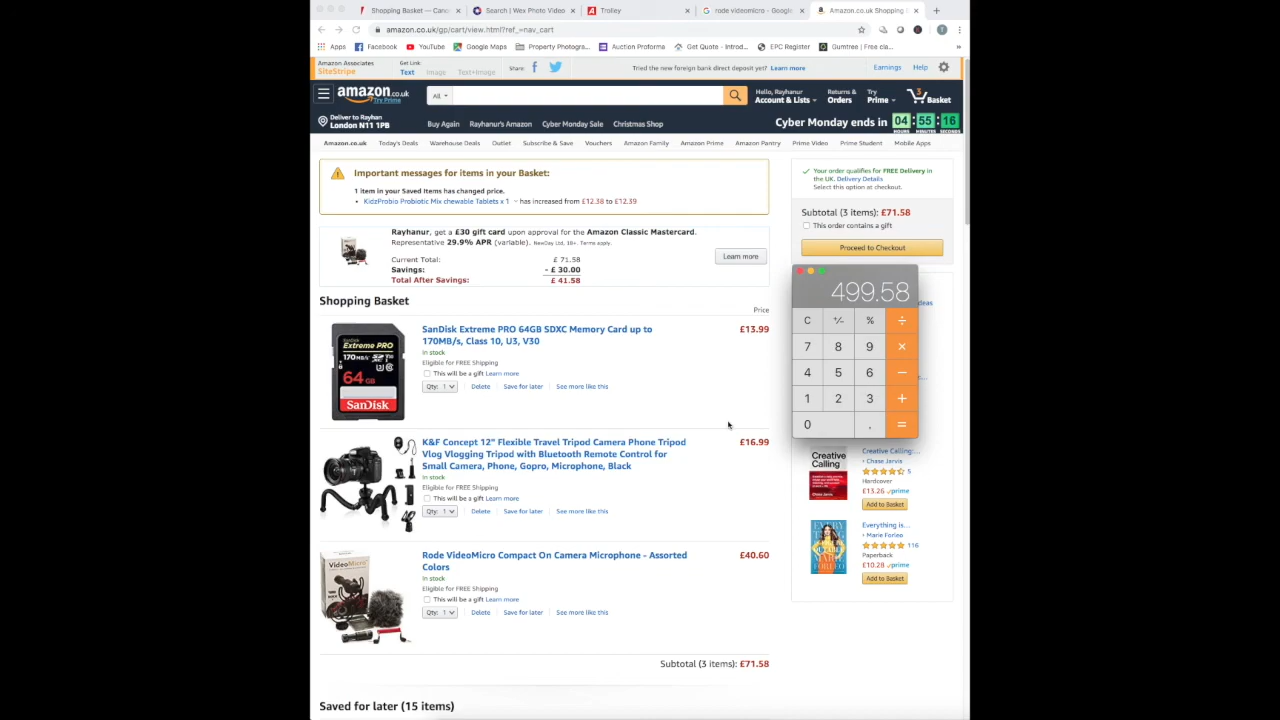 Shopping Basket — Cano
Search | Wex Photo Video
Trolley
rode videomicro - Google
Amazon.co.uk Shopping B
amazon.co.uk/gp/cart/view.html?ref_=nav_cart
Apps
Facebook
YouTube
Google Maps
Property Photogra...
Auction Proforma
Get Quote - Introd...
EPC Register
Gumtree | Free cla...
Amazon Associates
SiteStripe
Get Link:
Text
Image
Text+Image
Share:
Tried the new foreign bank direct deposit yet? Learn more
Earnings
Help
amazon.co.uk
Try Prime
All
Hello, Rayhanur
Account & Lists
Returns &
Orders
Try
Prime
3
Basket
Deliver to Rayhan
London N11 1PB
Buy Again
Rayhanur's Amazon
Cyber Monday Sale
Christmas Shop
Cyber Monday ends in
04 : 55 : 16
HOURS MINUTES SECONDS
Amazon.co.uk
Today's Deals
Warehouse Deals
Outlet
Subscribe & Save
Vouchers
Amazon Family
Amazon Prime
Amazon Pantry
Prime Video
Prime Student
Mobile Apps
Important messages for items in your Basket:
1 item in your Saved Items has changed price.
• KidzProbio Probiotic Mix chewable Tablets x 1 - has increased from £12.38 to £12.39
Rayhanur, get a £30 gift card upon approval for the Amazon Classic Mastercard.
Representative 29.9% APR (variable). NewDay Ltd, 18+. Terms apply.
Current Total: £ 71.58
Savings: - £ 30.00
Total After Savings: £ 41.58
Learn more
Your order qualifies for FREE Delivery in
the UK. Delivery Details
Select this option at checkout.
Subtotal (3 items): £71.58
This order contains a gift
Proceed to Checkout
499.58
C +/− % ÷
7 8 9 ×
4 5 6 −
1 2 3 +
0 . =
Shopping Basket
Price
SanDisk
Extreme PRO
170 MB/s
64GB
SanDisk
SanDisk Extreme PRO 64GB SDXC Memory Card up to
170MB/s, Class 10, U3, V30
£13.99
In stock
Eligible for FREE Shipping
This will be a gift Learn more
Qty: 1
Delete
Save for later
See more like this
K&F Concept 12" Flexible Travel Tripod Camera Phone Tripod
Vlog Vlogging Tripod with Bluetooth Remote Control for
Small Camera, Phone, Gopro, Microphone, Black
£16.99
In stock
Eligible for FREE Shipping
This will be a gift Learn more
Qty: 1
Delete
Save for later
See more like this
VideoMicro
Rode VideoMicro Compact On Camera Microphone - Assorted
Colors
£40.60
In stock
Eligible for FREE Shipping
This will be a gift Learn more
Qty: 1
Delete
Save for later
See more like this
Subtotal (3 items): £71.58
Saved for later (15 items)
Creative
Calling
Creative Calling:...
› Chase Jarvis
5
Hardcover
£13.26 prime
Add to Basket
Everything is...
› Marie Forleo
116
Paperback
£10.28 prime
Add to Basket